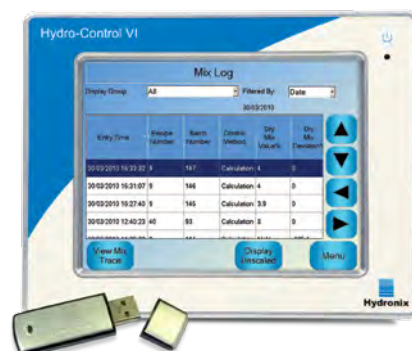 Hydro-Control VI
Mix Log
Display Group: All Filtered By: Date
30/03/2010
Entry Time Recipe Number Batch Number Control Method Dry Mix Value% Dry Mix Deviation%
30/03/2010 16:33:32 9 147 Calculation 4 0
30/03/2010 16:31:07 9 146 Calculation 4 0
30/03/2010 16:27:40 9 145 Calculation 3.9 0
30/03/2010 12:40:23 40 93 Calculation 8 0
View Mix Trace
Display Unscaled
Menu
Hydronix